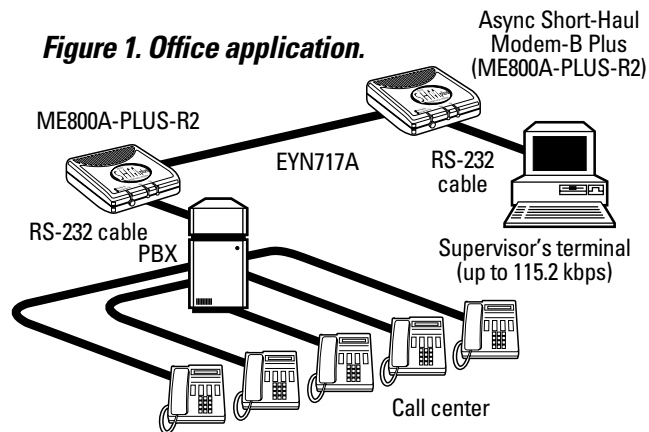 Figure 1. Office application.
Async Short-Haul
Modem-B Plus
(ME800A-PLUS-R2)
ME800A-PLUS-R2
EYN717A
RS-232
cable
RS-232 cable
PBX
Supervisor's terminal
(up to 115.2 kbps)
Call center